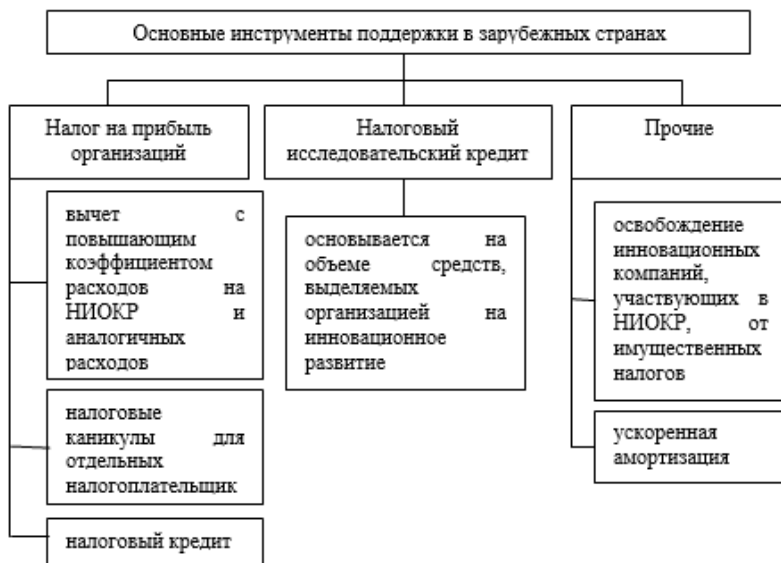 Основные инструменты поддержки в зарубежных странах
Налог на прибыль
организаций
вычет с
повышающим
коэффициентом
расходов на
НИОКР и
аналогичных
расходов
налоговые
каникулы для
отдельных
налогоплательщик
налоговый кредит
Налоговый
исследовательский кредит
основывается на
объеме средств,
выделяемых
организацией на
инновационное
развитие
Прочие
освобождение
инновационных
компаний,
участвующих в
НИОКР, от
имущественных
налогов
ускоренная
амортизация